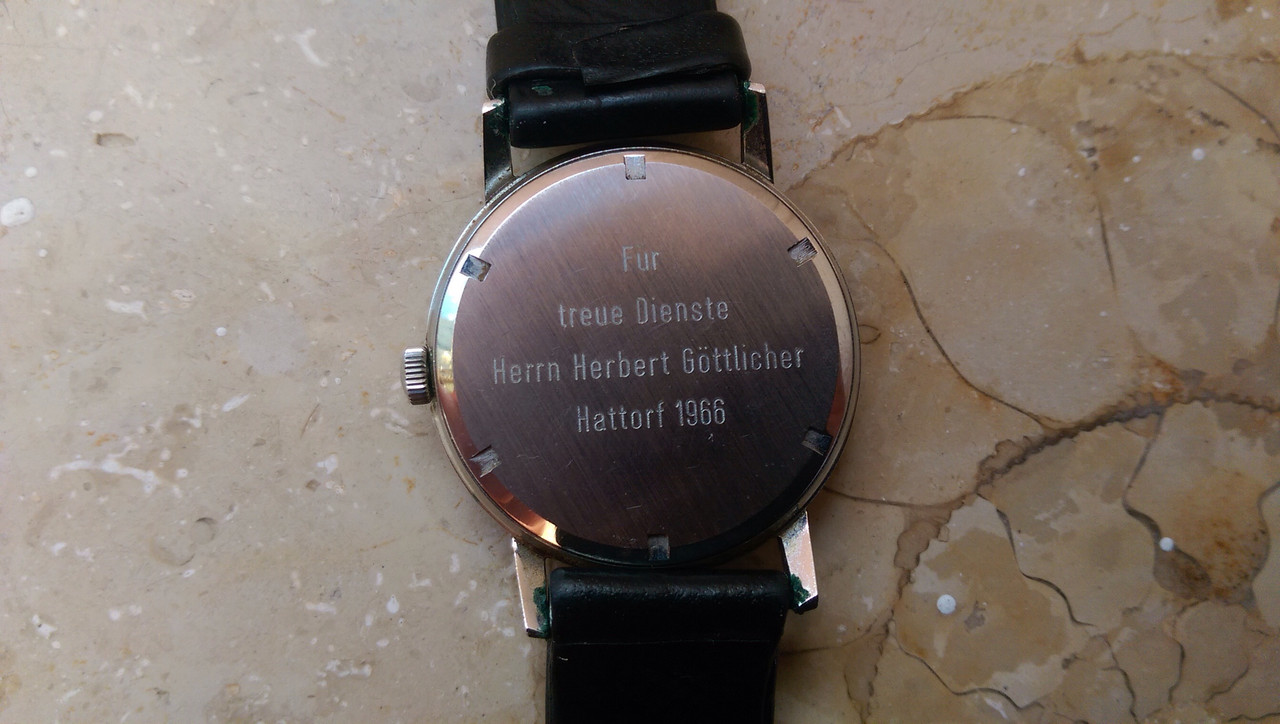 Fur
treue Dienste
Herrn Herbert Göttlicher
Hattorf 1966